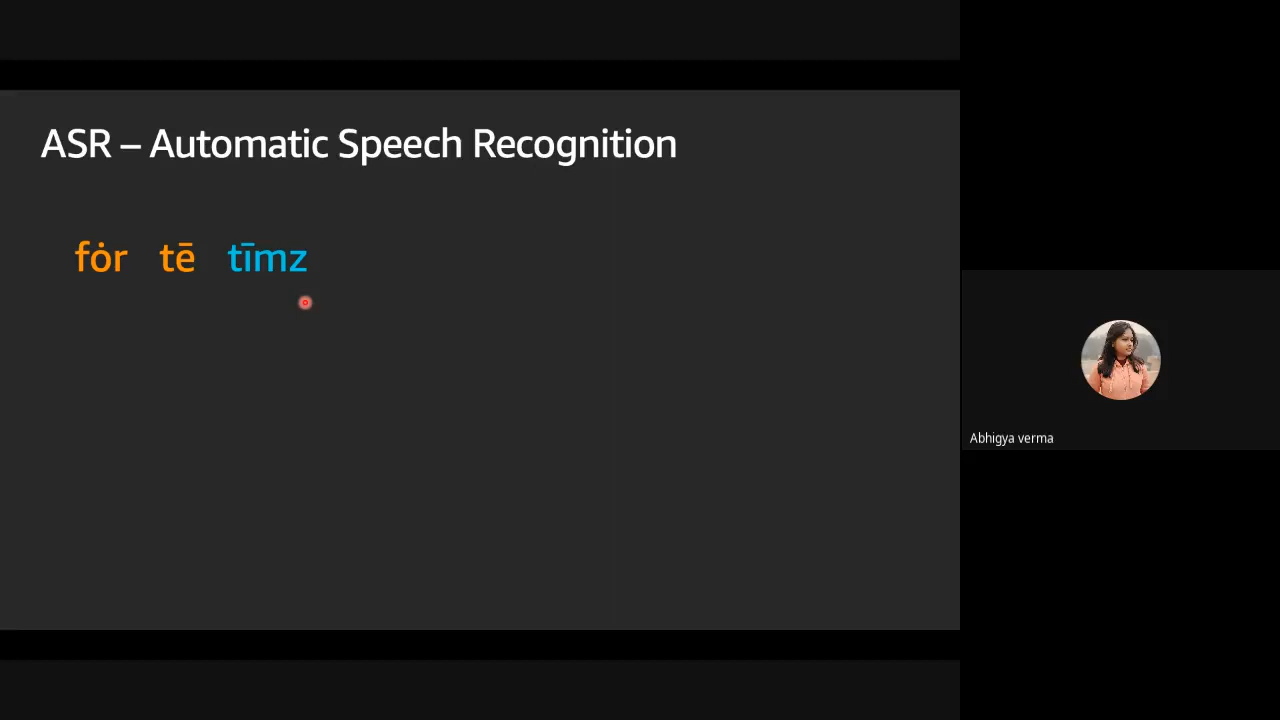 ASR – Automatic Speech Recognition
fȯr tē tīmz
Abhigya verma